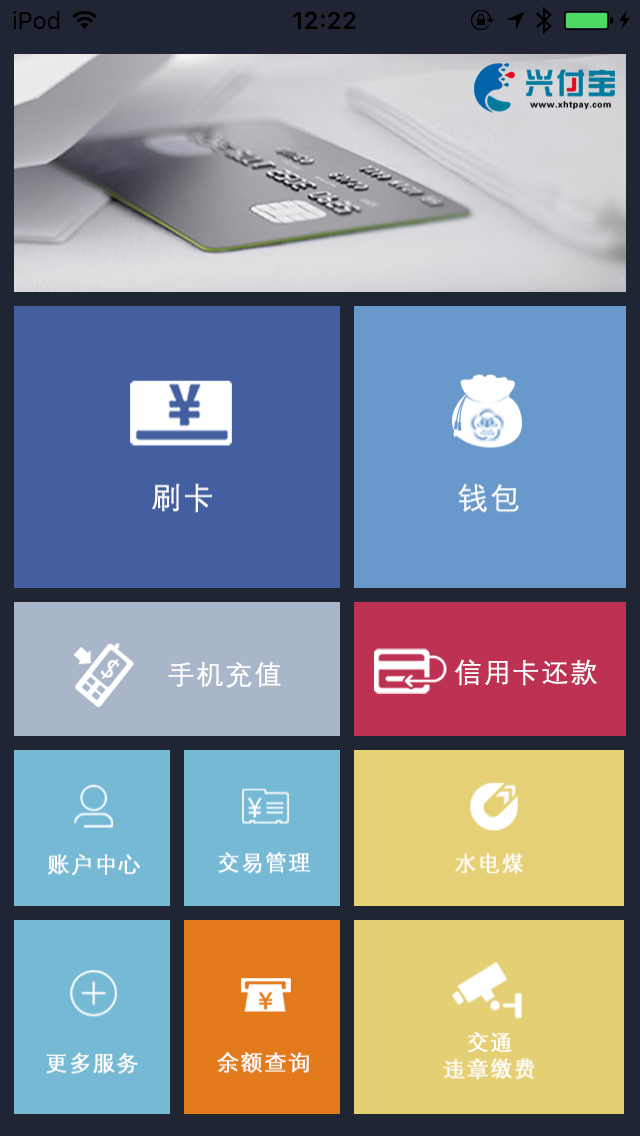 iPod 12:22
兴付宝
www.xhtpay.com
刷卡
钱包
手机充值
信用卡还款
账户中心
交易管理
水电煤
更多服务
余额查询
交通
违章缴费